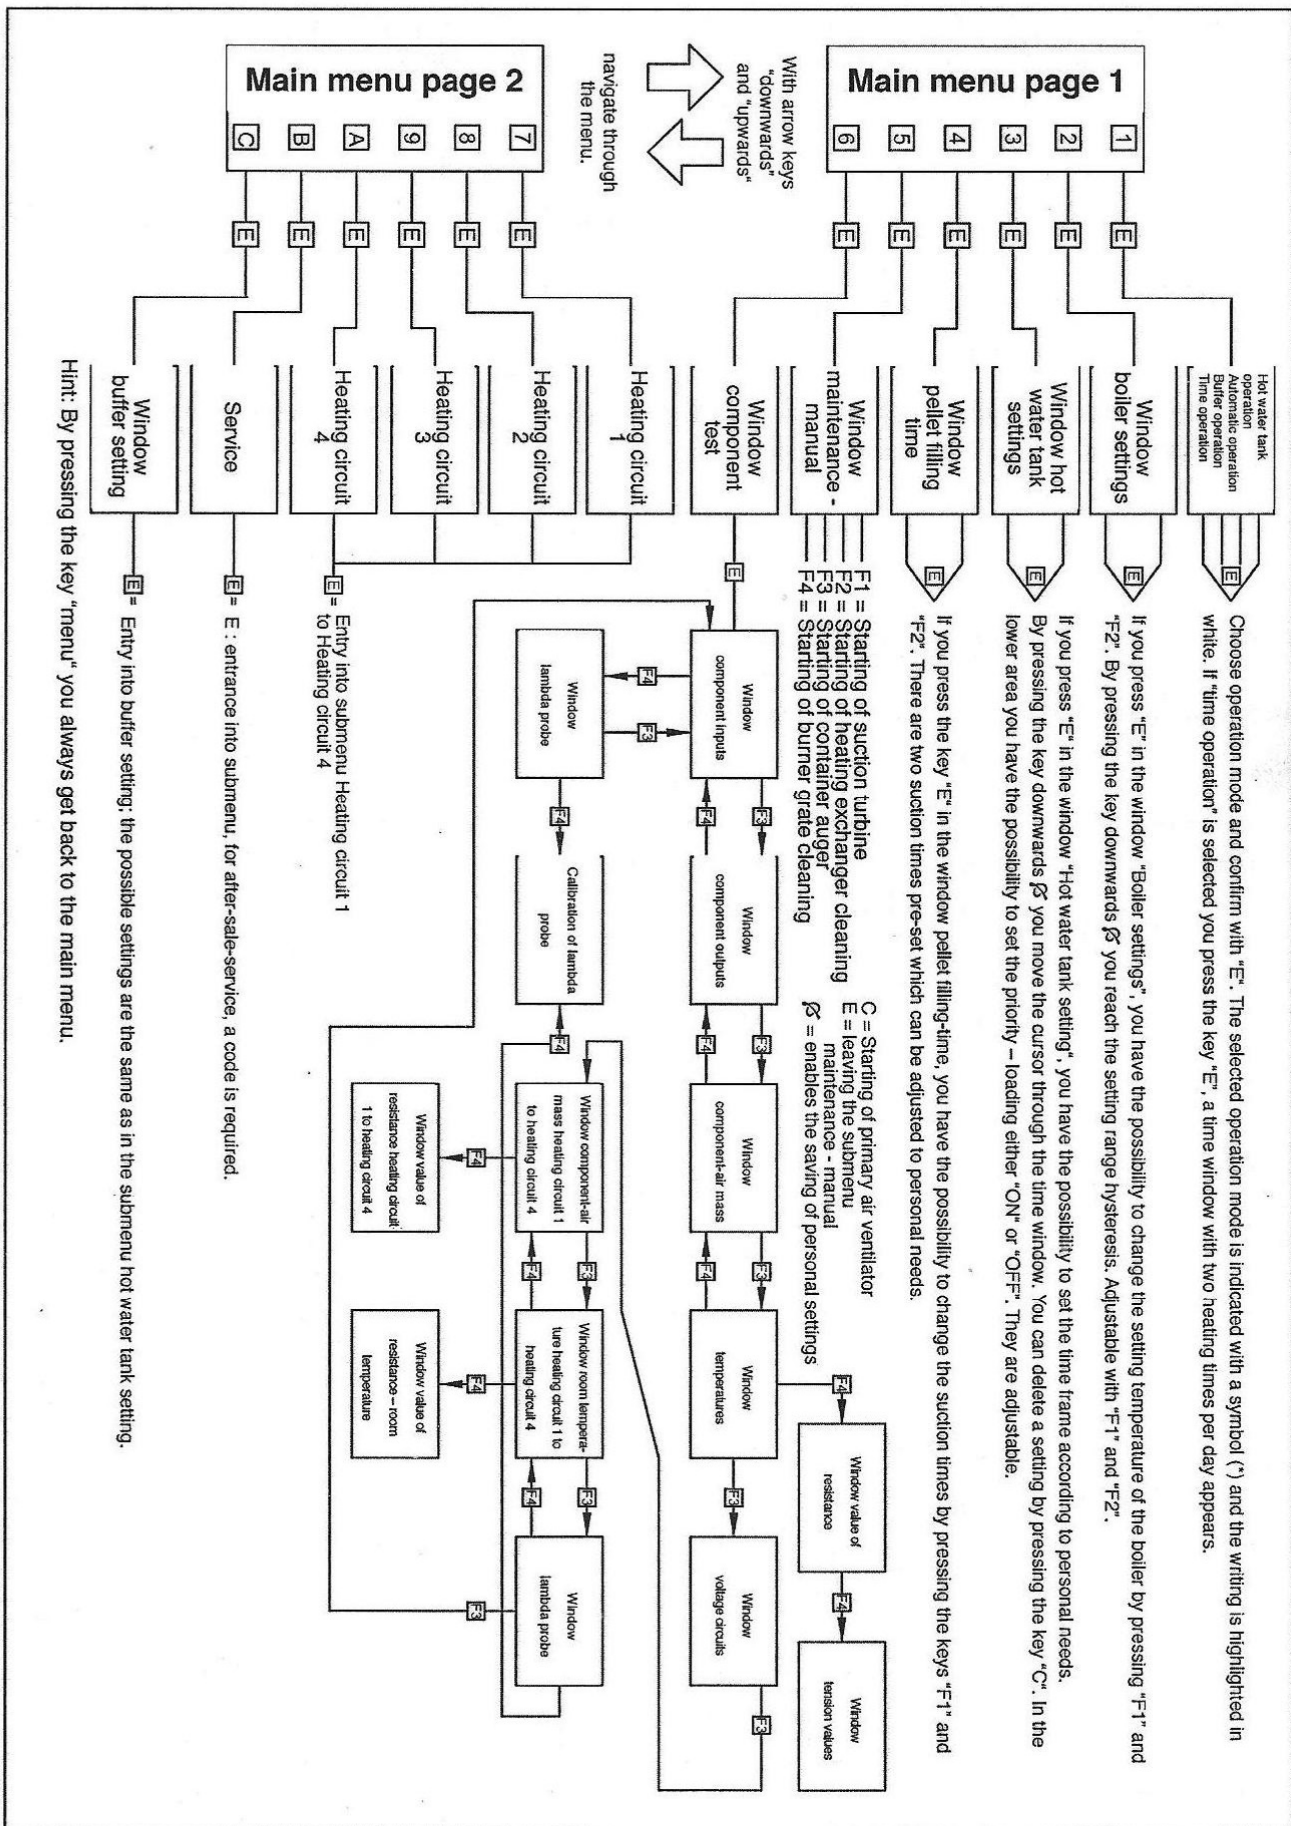 Main menu page 1
1
2
3
4
5
6
E
E
E
E
E
E
Hot water tank
operation
Automatic operation
Buffer operation
Time operation
E
Choose operation mode and confirm with "E". The selected operation mode is indicated with a symbol (*) and the writing is highlighted in
white. If "time operation" is selected you press the key "E", a time window with two heating times per day appears.
Window
boiler settings
E
If you press "E" in the window "Boiler settings", you have the possibility to change the setting temperature of the boiler by pressing "F1" and
"F2". By pressing the key downwards you reach the setting range hysteresis. Adjustable with "F1" and "F2".
Window hot
water tank
settings
E
If you press "E" in the window "Hot water tank setting", you have the possibility to set the time frame according to personal needs.
By pressing the key downwards you move the cursor through the time window. You can delete a setting by pressing the key "C". In the
lower area you have the possibility to set the priority – loading either "ON" or "OFF". They are adjustable.
Window
pellet filling
time
E
If you press the key "E" in the window pellet filling-time, you have the possibility to change the suction times by pressing the keys "F1" and
"F2". There are two suction times pre-set which can be adjusted to personal needs.
Window
maintenance -
manual
F1 = Starting of suction turbine
F2 = Starting of heating exchanger cleaning
F3 = Starting of container auger
F4 = Starting of burner grate cleaning
C = Starting of primary air ventilator
E = leaving the submenu
maintenance - manual
= enables the saving of personal settings
Window
component
test
E
Window
component inputs
F3
F4
Window
component outputs
F3
F4
Window
component-air mass
F3
F4
Window
temperatures
F4
Window value of
resistance
F4
Window
tension values
F3
Window
voltage circuits
F3
F4
F3
Window
lambda probe
F4
Calibration of lambda
probe
F4
Window component-air
mass heating circuit 1
to heating circuit 4
F3
F4
Window room tempera-
ture heating circuit 1 to
heating circuit 4
F3
F4
Window
lambda probe
F3
F4
Window value of
resistance heating circuit
1 to heating circuit 4
F4
Window value of
resistance – room
temperature
With arrow keys
"downwards"
and "upwards"
navigate through
the menu.
Main menu page 2
7
8
9
A
B
C
E
E
E
E
E
E
Heating circuit
1
Heating circuit
2
Heating circuit
3
Heating circuit
4
E = Entry into submenu Heating circuit 1
to Heating circuit 4
Service
E = E : entrance into submenu, for after-sale-service, a code is required.
Window
buffer setting
E = Entry into buffer setting; the possible settings are the same as in the submenu hot water tank setting.
Hint: By pressing the key "menu" you always get back to the main menu.